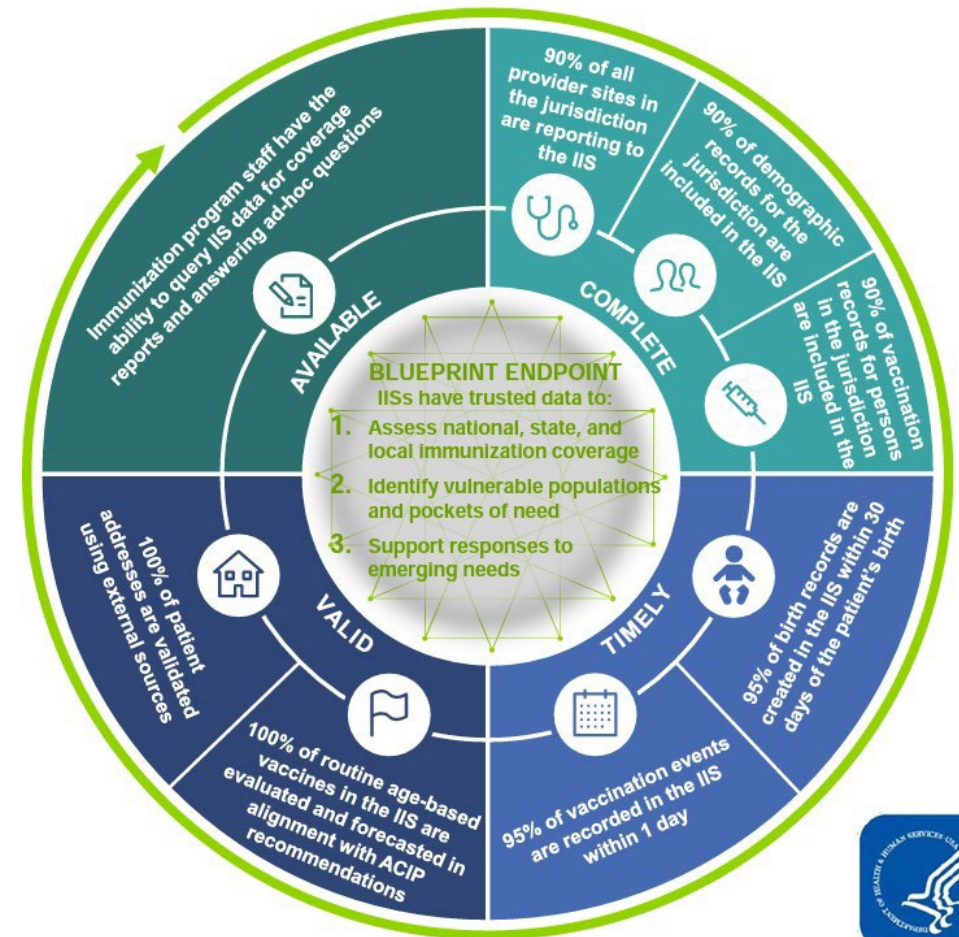 Immunization program staff have the
ability to query IIS data for coverage
reports and answering ad-hoc questions
AVAILABLE
90% of all
provider sites in
the jurisdiction
are reporting to
the IIS
90% of demographic
records for the
jurisdiction are
included in the IIS
90% of vaccination
records for persons
in the jurisdiction
are included in the
IIS
COMPLETE
BLUEPRINT ENDPOINT
IISs have trusted data to:
1. Assess national, state, and
local immunization coverage
2. Identify vulnerable populations
and pockets of need
3. Support responses to
emerging needs
95% of birth records are
created in the IIS within 30
days of the patient's birth
TIMELY
95% of vaccination events
are recorded in the IIS
within 1 day
100% of routine age-based
vaccines in the IIS are
evaluated and forecasted in
alignment with ACIP
recommendations
VALID
100% of patient
addresses are validated
using external sources
DEPARTMENT OF HEALTH & HUMAN SERVICES USA